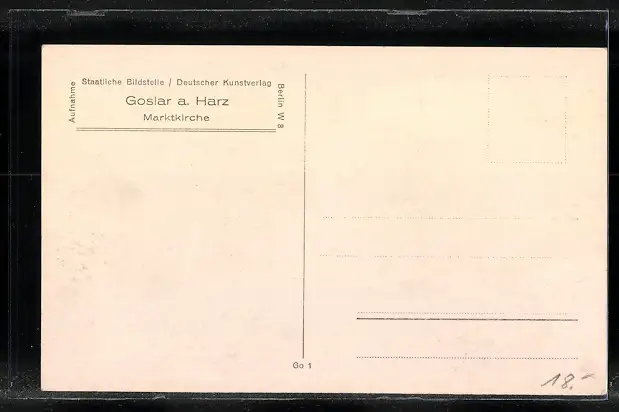 Aufnahme
Staatliche Bildstelle / Deutscher Kunstverlag
Berlin W 8
Goslar a. Harz
Marktkirche
Go 1
18.-